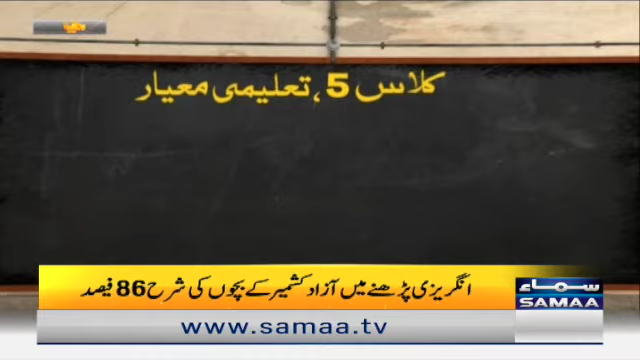 کلاس 5، تعلیمی معیار
انگریزی پڑھنے میں آزاد کشمیر کے بچوں کی شرح 86 فیصد
سماء
SAMAA
www.samaa.tv